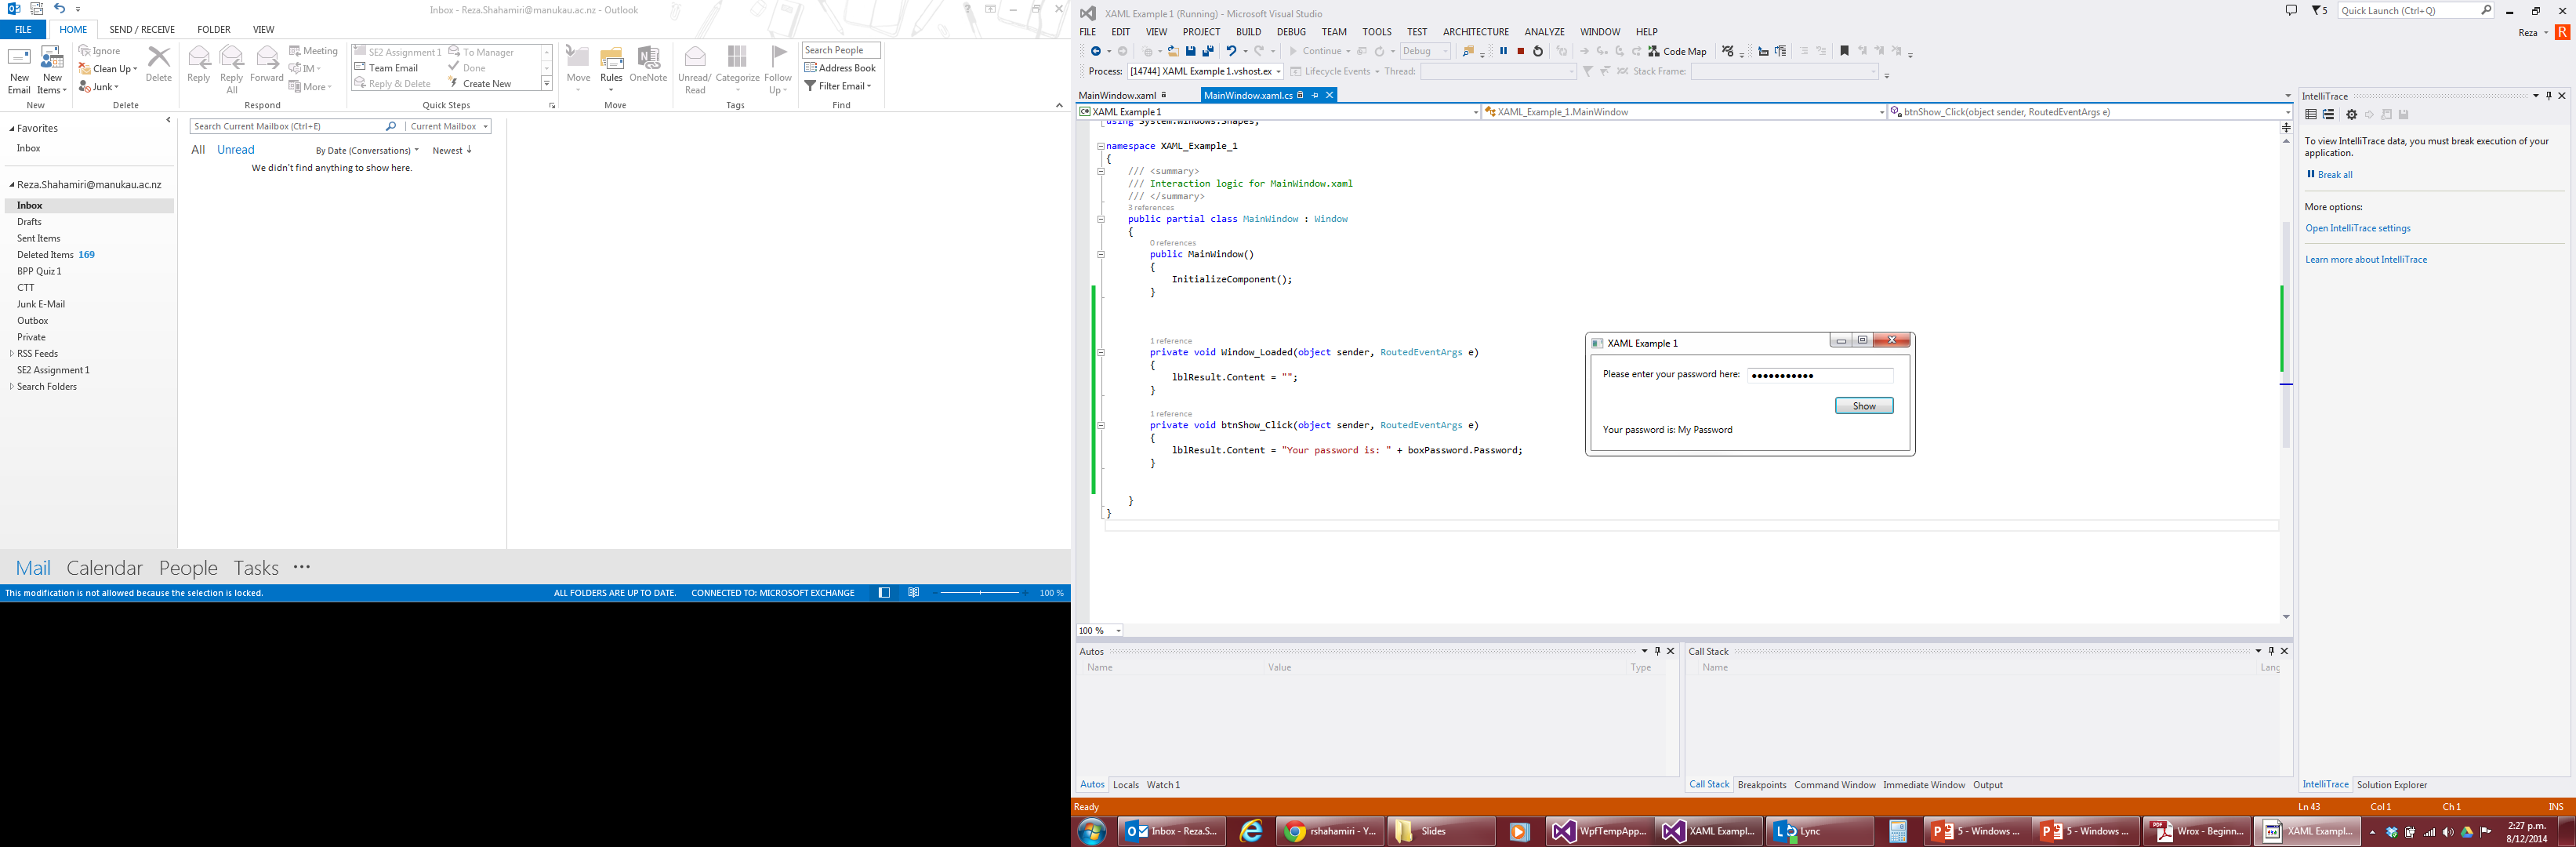 Inbox - Reza.Shahamiri@manukau.ac.nz - Outlook
FILE HOME SEND / RECEIVE FOLDER VIEW
New Email
New Items
New
Ignore
Clean Up
Junk
Delete
Delete
Reply
Reply All
Forward
Meeting
IM
More
Respond
SE2 Assignment 1
Team Email
Reply & Delete
To Manager
Done
Create New
Quick Steps
Move
Rules
OneNote
Move
Unread/ Read
Categorize
Follow Up
Tags
Search People
Address Book
Filter Email
Find
Favorites
Inbox
Reza.Shahamiri@manukau.ac.nz
Inbox
Drafts
Sent Items
Deleted Items 169
BPP Quiz 1
CTT
Junk E-Mail
Outbox
Private
RSS Feeds
SE2 Assignment 1
Search Folders
Search Current Mailbox (Ctrl+E)
Current Mailbox
All Unread
By Date (Conversations) Newest
We didn't find anything to show here.
Mail Calendar People Tasks ...
This modification is not allowed because the selection is locked.
ALL FOLDERS ARE UP TO DATE. CONNECTED TO: MICROSOFT EXCHANGE 100 %
XAML Example 1 (Running) - Microsoft Visual Studio
5
Quick Launch (Ctrl+Q)
FILE EDIT VIEW PROJECT BUILD DEBUG TEAM TOOLS TEST ARCHITECTURE ANALYZE WINDOW HELP
Reza R
Continue Debug Code Map
Process: [14744] XAML Example 1.vshost.ex Lifecycle Events Thread: Stack Frame:
MainWindow.xaml MainWindow.xaml.cs
XAML Example 1 XAML_Example_1.MainWindow btnShow_Click(object sender, RoutedEventArgs e)
using System.Windows.Shapes;
namespace XAML_Example_1
{
/// <summary>
/// Interaction logic for MainWindow.xaml
/// </summary>
3 references
public partial class MainWindow : Window
{
0 references
public MainWindow()
{
InitializeComponent();
}
1 reference
private void Window_Loaded(object sender, RoutedEventArgs e)
{
lblResult.Content = "";
}
1 reference
private void btnShow_Click(object sender, RoutedEventArgs e)
{
lblResult.Content = "Your password is: " + boxPassword.Password;
}
}
}
XAML Example 1
Please enter your password here: ●●●●●●●●●●●
Show
Your password is: My Password
100 %
Autos
Name Value Type
Autos Locals Watch 1
Call Stack
Name Lang
Call Stack Breakpoints Command Window Immediate Window Output
IntelliTrace
To view IntelliTrace data, you must break execution of your
application.
Break all
More options:
Open IntelliTrace settings
Learn more about IntelliTrace
IntelliTrace Solution Explorer
Ready Ln 43 Col 1 Ch 1 INS
Inbox - Reza.S... rshahamiri - Y... Slides WpfTempApp... XAML Exampl... Lync 5 - Windows ... 5 - Windows ... Wrox - Beginn... XAML Exampl...
2:27 p.m.
8/12/2014